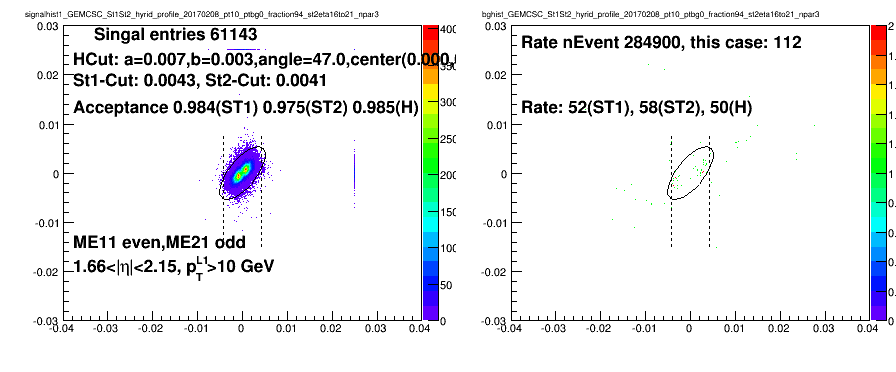 signalhist1_GEMCSC_St1St2_hyrid_profile_20170208_pt10_ptbg0_fraction94_st2eta16to21_npar3
Singal entries 61143
HCut: a=0.007,b=0.003,angle=47.0,center(0.000,
St1-Cut: 0.0043, St2-Cut: 0.0041
Acceptance 0.984(ST1) 0.975(ST2) 0.985(H)
ME11 even,ME21 odd
1.66<|η|<2.15, p_T^L1>10 GeV
0.03
0.02
0.01
0
-0.01
-0.02
-0.03
-0.04 -0.03 -0.02 -0.01 0 0.01 0.02 0.03 0.04
400
300
250
200
150
100
50
0
bghist_GEMCSC_St1St2_hyrid_profile_20170208_pt10_ptbg0_fraction94_st2eta16to21_npar3
Rate nEvent 284900, this case: 112
Rate: 52(ST1), 58(ST2), 50(H)
0.03
0.02
0.01
0
-0.01
-0.02
-0.03
-0.04 -0.03 -0.02 -0.01 0 0.01 0.02 0.03 0.04